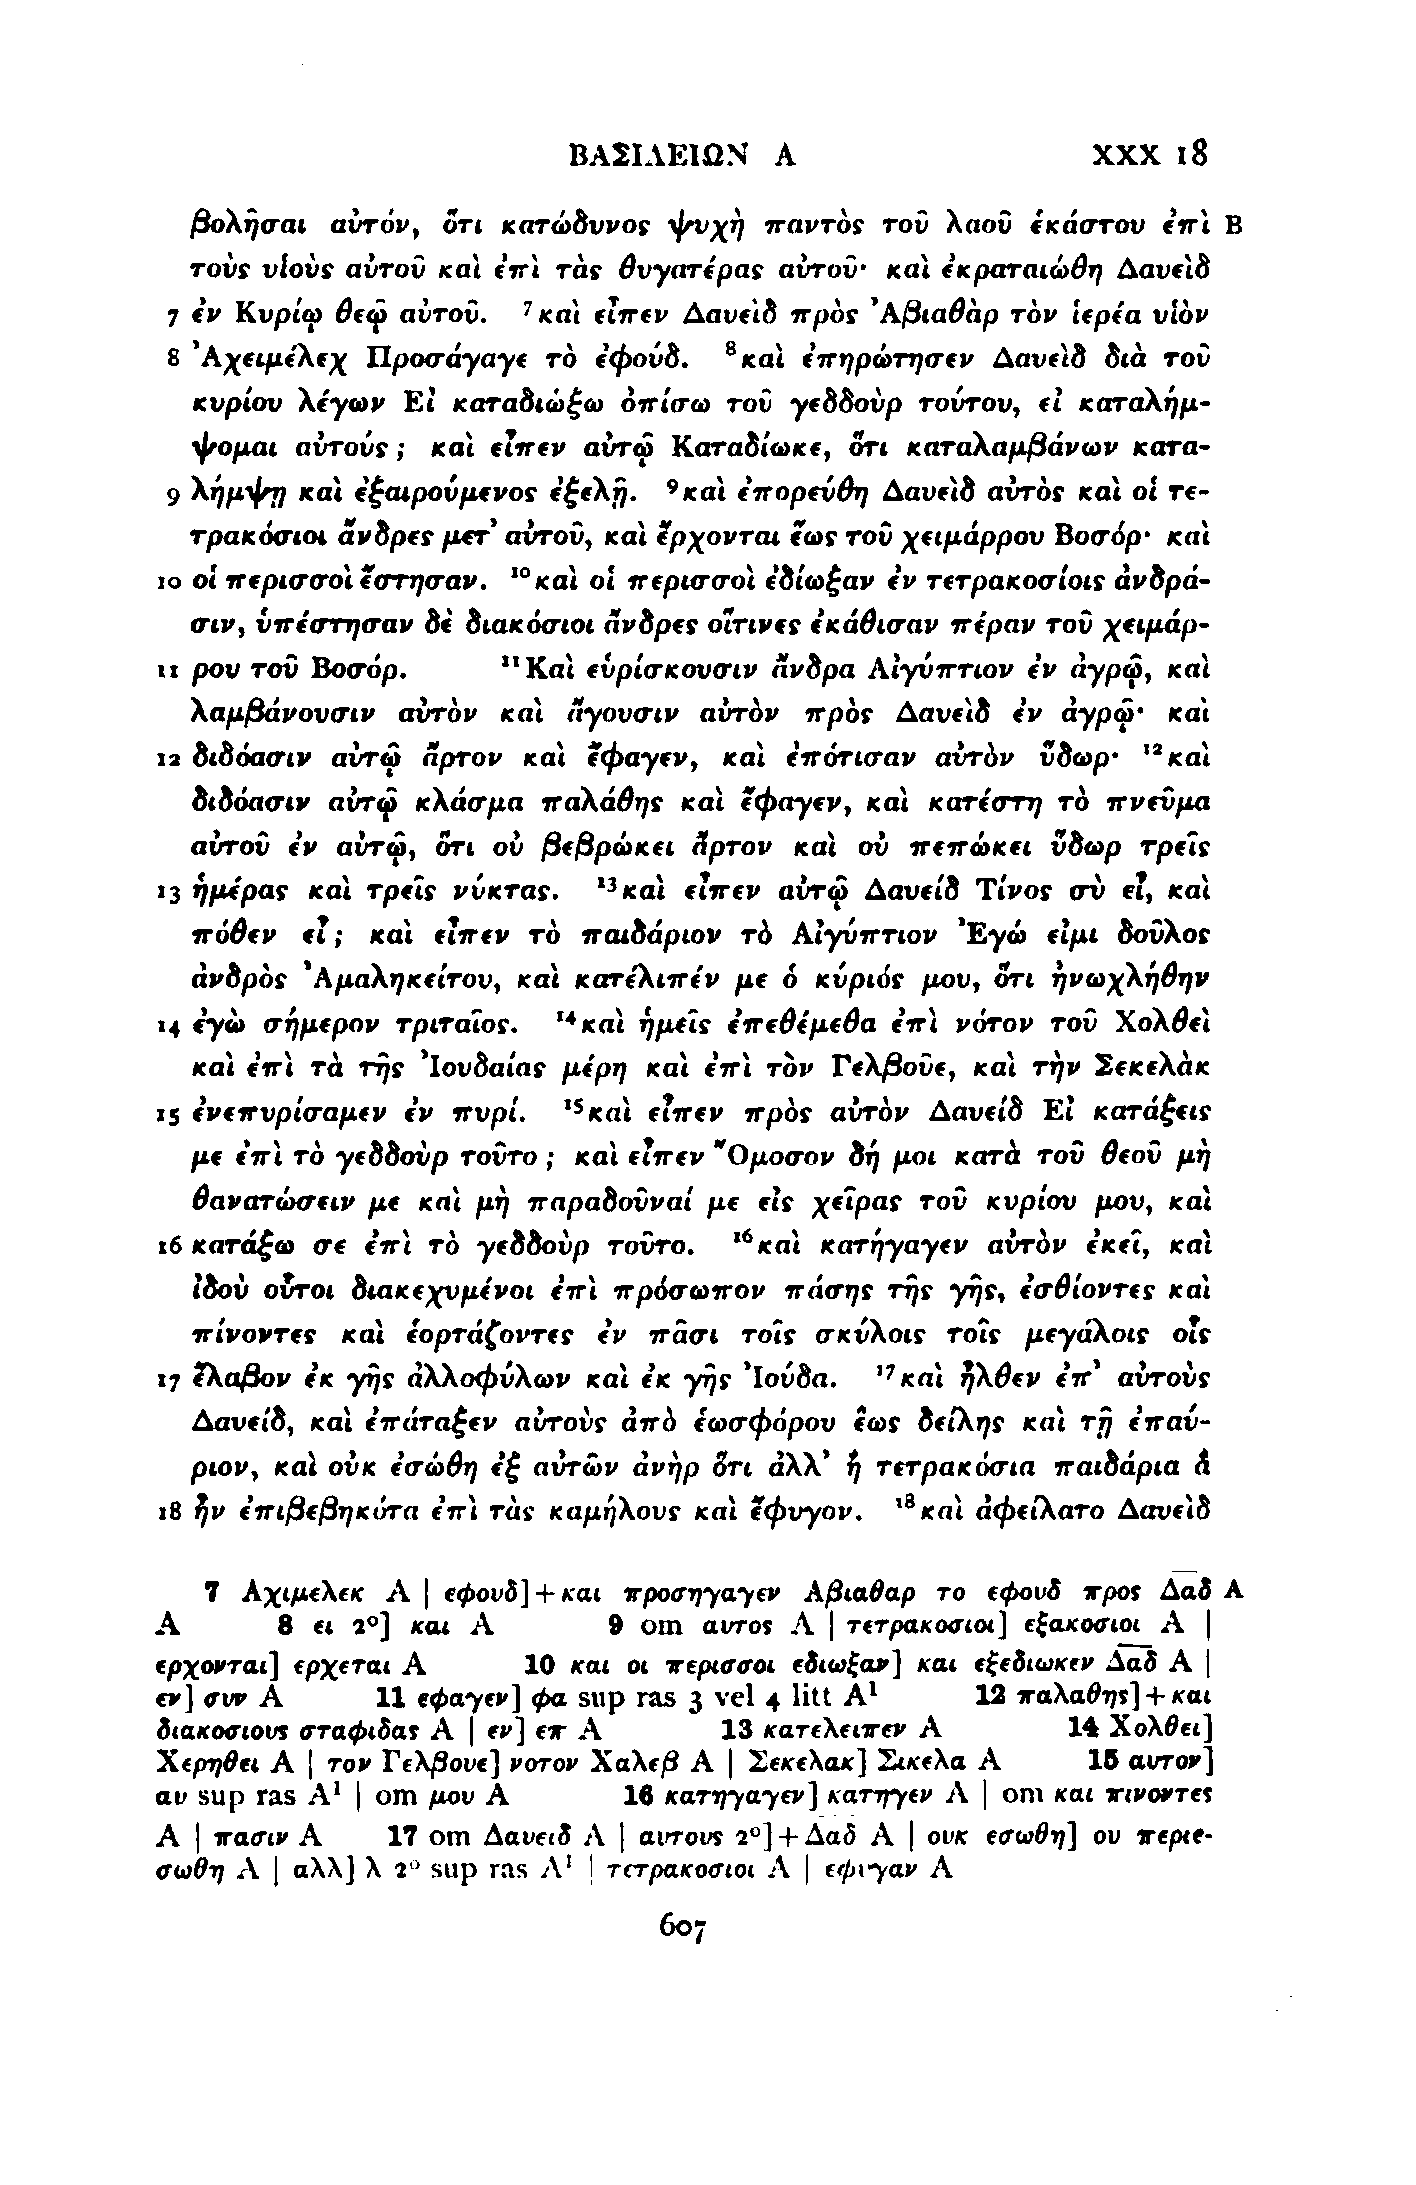 ΒΑΣΙΛΕΙΩΝ Α XXX 18
βολῆσαι αὐτόν, ὅτι κατώδυνος ψυχὴ παντὸς τοῦ λαοῦ ἑκάστου ἐπὶ B
τοὺς υἱοὺς αὐτοῦ καὶ ἐπὶ τὰς θυγατέρας αὐτοῦ· καὶ ἐκραταιώθη Δαυεὶδ
7 ἐν Κυρίῳ θεῷ αὐτοῦ. ⁷καὶ εἶπεν Δαυεὶδ πρὸς Ἀβιαθὰρ τὸν ἱερέα υἱὸν
8 Ἀχειμέλεχ Προσάγαγε τὸ ἐφούδ. ⁸καὶ ἐπηρώτησεν Δαυεὶδ διὰ τοῦ
κυρίου λέγων Εἰ καταδιώξω ὀπίσω τοῦ γεδδοὺρ τούτου, εἰ καταλήμ-
ψομαι αὐτούς; καὶ εἶπεν αὐτῷ Καταδίωκε, ὅτι καταλαμβάνων κατα-
9 λήμψῃ καὶ ἐξαιρούμενος ἐξελῇ. ⁹καὶ ἐπορεύθη Δαυεὶδ αὐτὸς καὶ οἱ τε-
τρακόσιοι ἄνδρες μετ᾽ αὐτοῦ, καὶ ἔρχονται ἕως τοῦ χειμάρρου Βοσόρ· καὶ
10 οἱ περισσοὶ ἔστησαν. ¹⁰καὶ οἱ περισσοὶ ἐδίωξαν ἐν τετρακοσίοις ἀνδρά-
σιν, ὑπέστησαν δὲ διακόσιοι ἄνδρες οἵτινες ἐκάθισαν πέραν τοῦ χειμάρ-
11 ρου τοῦ Βοσόρ. ¹¹Καὶ εὑρίσκουσιν ἄνδρα Αἰγύπτιον ἐν ἀγρῷ, καὶ
λαμβάνουσιν αὐτὸν καὶ ἄγουσιν αὐτὸν πρὸς Δαυεὶδ ἐν ἀγρῷ· καὶ
12 διδόασιν αὐτῷ ἄρτον καὶ ἔφαγεν, καὶ ἐπότισαν αὐτὸν ὕδωρ· ¹²καὶ
διδόασιν αὐτῷ κλάσμα παλάθης καὶ ἔφαγεν, καὶ κατέστη τὸ πνεῦμα
αὐτοῦ ἐν αὐτῷ, ὅτι οὐ βεβρώκει ἄρτον καὶ οὐ πεπώκει ὕδωρ τρεῖς
13 ἡμέρας καὶ τρεῖς νύκτας. ¹³καὶ εἶπεν αὐτῷ Δαυείδ Τίνος σὺ εἶ, καὶ
πόθεν εἶ; καὶ εἶπεν τὸ παιδάριον τὸ Αἰγύπτιον Ἐγώ εἰμι δοῦλος
ἀνδρὸς Ἀμαληκείτου, καὶ κατέλιπέν με ὁ κύριός μου, ὅτι ἠνωχλήθην
14 ἐγὼ σήμερον τριταῖος. ¹⁴καὶ ἡμεῖς ἐπεθέμεθα ἐπὶ νότον τοῦ Χολθεὶ
καὶ ἐπὶ τὰ τῆς Ἰουδαίας μέρη καὶ ἐπὶ τὸν Γελβοῦε, καὶ τὴν Σεκελὰκ
15 ἐνεπυρίσαμεν ἐν πυρί. ¹⁵καὶ εἶπεν πρὸς αὐτὸν Δαυείδ Εἰ κατάξεις
με ἐπὶ τὸ γεδδοὺρ τοῦτο; καὶ εἶπεν Ὄμοσον δή μοι κατὰ τοῦ θεοῦ μὴ
θανατώσειν με καὶ μὴ παραδοῦναί με εἰς χεῖρας τοῦ κυρίου μου, καὶ
16 κατάξω σε ἐπὶ τὸ γεδδοὺρ τοῦτο. ¹⁶καὶ κατήγαγεν αὐτὸν ἐκεῖ, καὶ
ἰδοὺ οὗτοι διακεχυμένοι ἐπὶ πρόσωπον πάσης τῆς γῆς, ἐσθίοντες καὶ
πίνοντες καὶ ἑορτάζοντες ἐν πᾶσι τοῖς σκύλοις τοῖς μεγάλοις οἷς
17 ἔλαβον ἐκ γῆς ἀλλοφύλων καὶ ἐκ γῆς Ἰούδα. ¹⁷καὶ ἦλθεν ἐπ᾽ αὐτοὺς
Δαυείδ, καὶ ἐπάταξεν αὐτοὺς ἀπὸ ἑωσφόρου ἕως δείλης καὶ τῇ ἐπαύ-
ριον, καὶ οὐκ ἐσώθη ἐξ αὐτῶν ἀνὴρ ὅτι ἀλλ᾽ ἢ τετρακόσια παιδάρια ἃ
18 ἦν ἐπιβεβηκότα ἐπὶ τὰς καμήλους καὶ ἔφυγον. ¹⁸καὶ ἀφείλατο Δαυεὶδ
7 Αχιμελεκ A | εφουδ]+και προσηγαγεν Αβιαθαρ το εφουδ προς Δα̅δ̅ A
A 8 ει 2º] και A 9 om αυτος A | τετρακοσιοι] εξακοσιοι A |
ερχονται] ερχεται A 10 και οι περισσοι εδιωξαν] και εξεδιωκεν Δα̅δ̅ A |
εν] συν A 11 εφαγεν] φα sup ras 3 vel 4 litt A¹ 12 παλαθης]+και
διακοσιους σταφιδας A | εν] επ A 13 κατελειπεν A 14 Χολθει]
Χερηθει A | τον Γελβουε] νοτον Χαλεβ A | Σεκελακ] Σικελα A 15 αυτον]
αυ sup ras A¹ | om μου A 16 κατηγαγεν] κατηγεν A | om και πινοντες
A | πασιν A 17 om Δαυειδ A | αυτους 2º]+Δα̅δ̅ A | ουκ εσωθη] ου περιε-
σωθη A | αλλ] λ 2º sup ras A¹ | τετρακοσιοι A | εφυγαν A
607